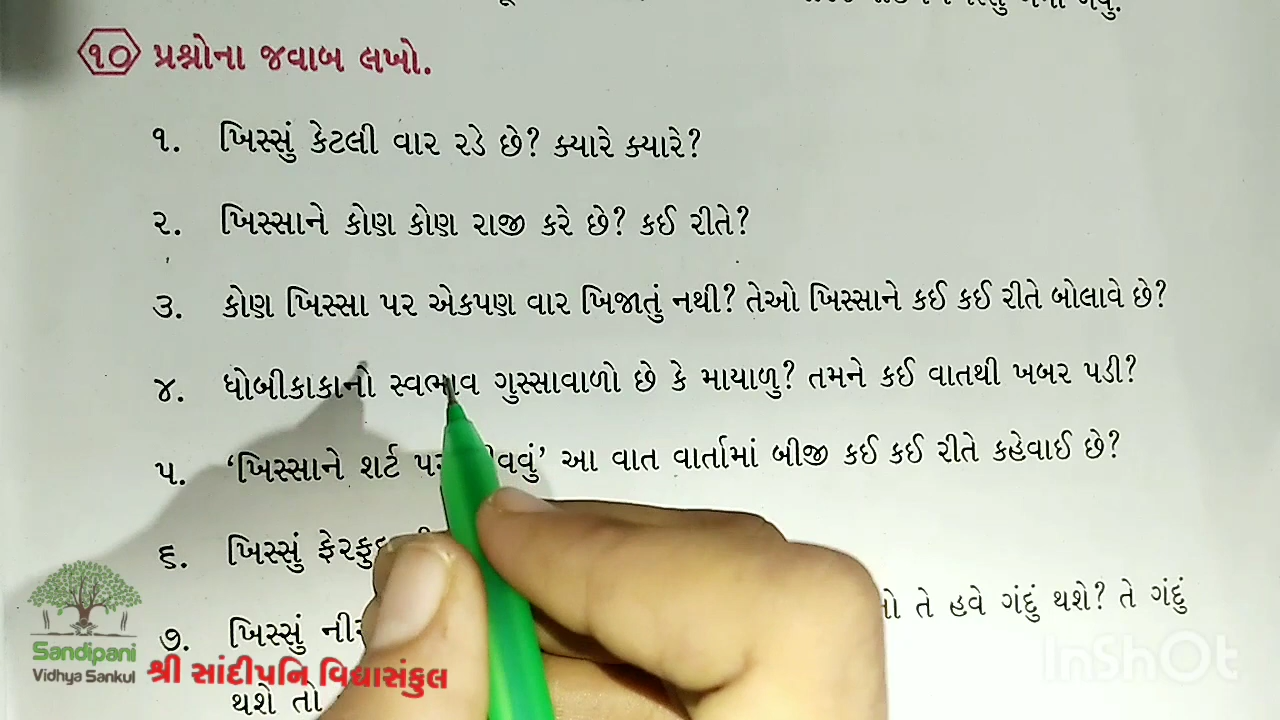 ૧૦ પ્રશ્નોના જવાબ લખો.
૧. ખિસ્સું કેટલી વાર રડે છે? ક્યારે ક્યારે?
૨. ખિસ્સાને કોણ કોણ રાજી કરે છે? કઈ રીતે?
૩. કોણ ખિસ્સા પર એકપણ વાર ખિજાતું નથી? તેઓ ખિસ્સાને કઈ કઈ રીતે બોલાવે છે?
૪. ધોબીકાકાનો સ્વભાવ ગુસ્સાવાળો છે કે માયાળુ? તમને કઈ વાતથી ખબર પડી?
૫. ‘ખિસ્સાને શર્ટ આ વાત વાર્તામાં બીજી કઈ કઈ રીતે કહેવાઈ છે?
૬. ખિસ્સું
૭. ખિસ્સું તે હવે ગંદું થશે? તે ગંદું
થશે તો
Sandipani
Vidhya Sankul
શ્રી સાંદીપનિ વિદ્યાસંકુલ
InShOt